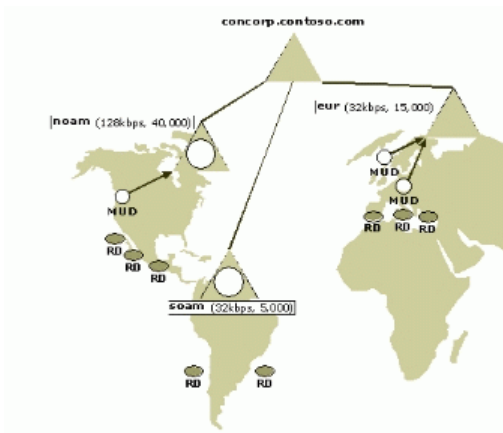 concorp.contoso.com
noam (128kbps, 40,000)
eur (32kbps, 15,000)
MUD
MUD
MUD
RD
RD
RD
RD
RD
RD
soam (32kbps, 5,000)
RD
RD